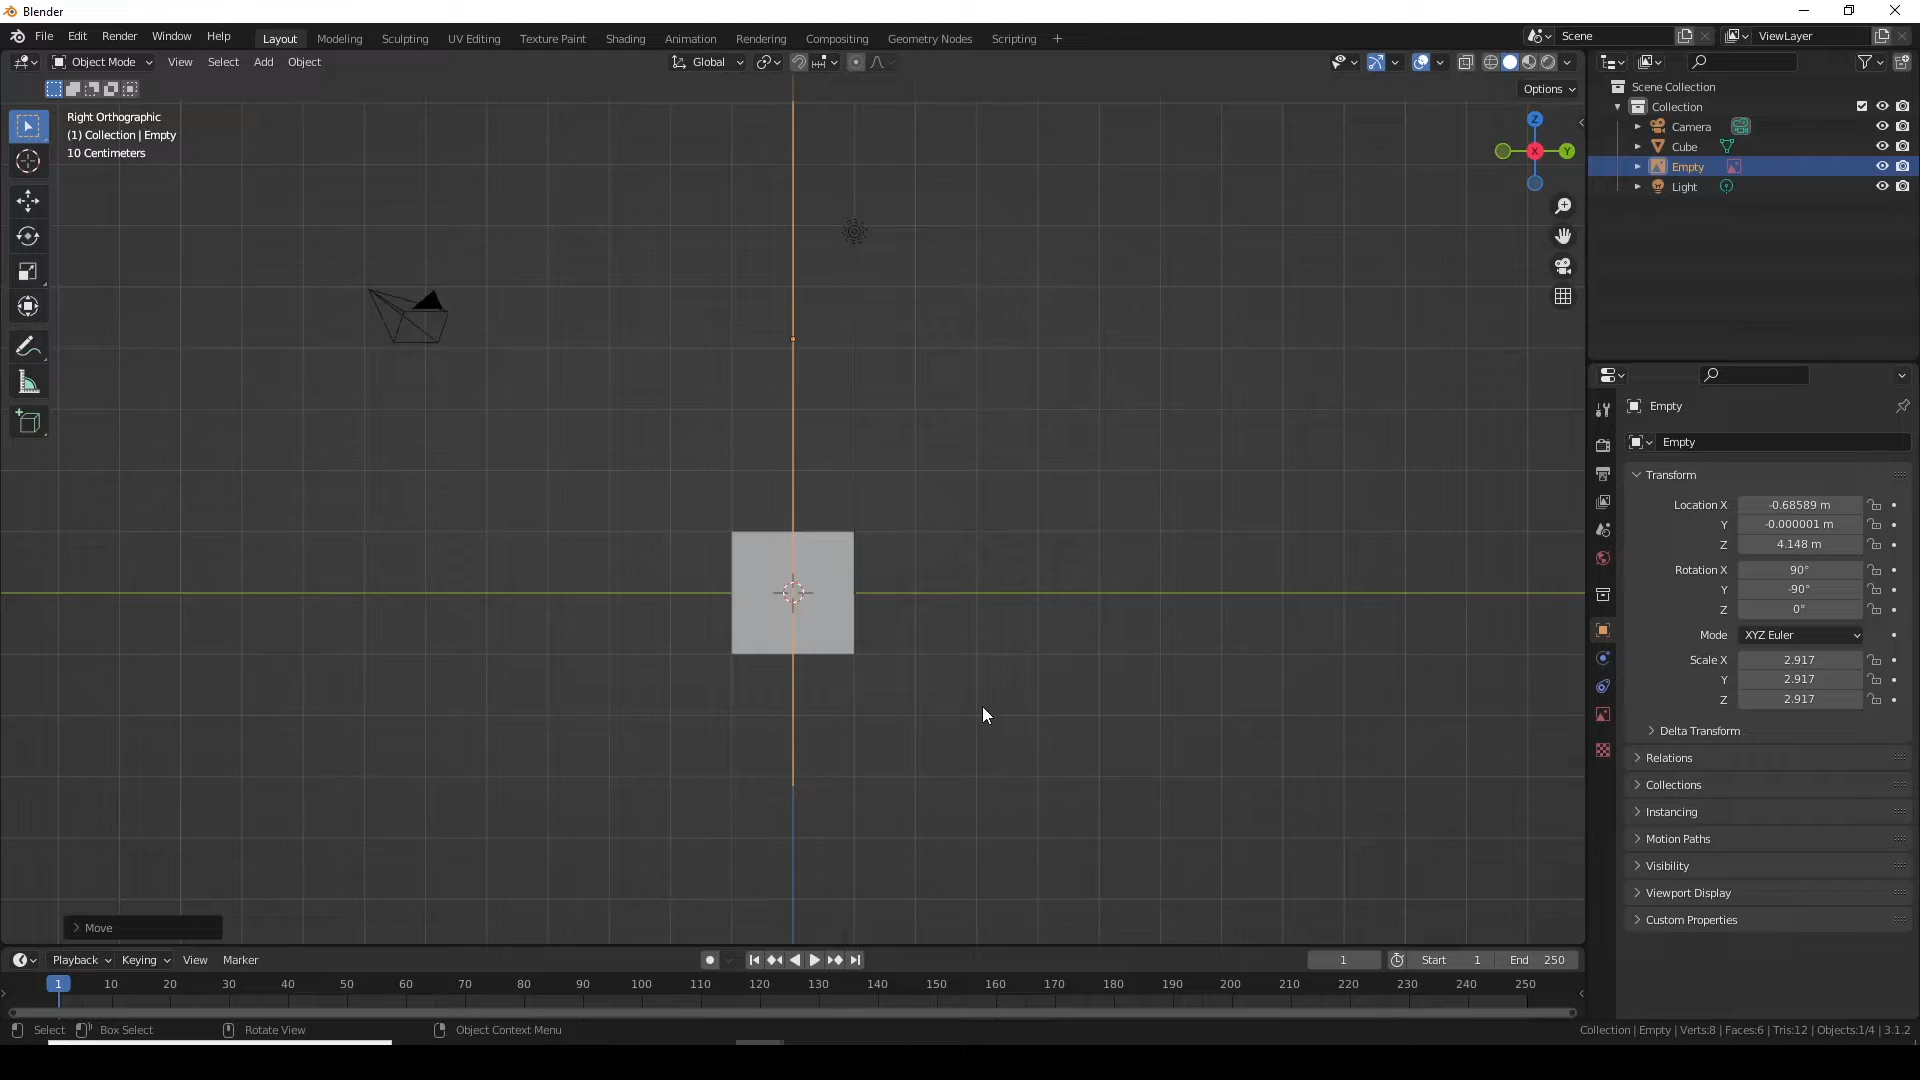 Blender
File Edit Render Window Help Layout Modeling Sculpting UV Editing Texture Paint Shading Animation Rendering Compositing Geometry Nodes Scripting + Scene ViewLayer
Object Mode View Select Add Object Global
Options
Right Orthographic
(1) Collection | Empty
10 Centimeters
Z
X
Y
Scene Collection
Collection
Camera
Cube
Empty
Light
Empty
Empty
Transform
Location X -0.68589 m
Y -0.000001 m
Z 4.148 m
Rotation X 90°
Y -90°
Z 0°
Mode XYZ Euler
Scale X 2.917
Y 2.917
Z 2.917
Delta Transform
Relations
Collections
Instancing
Motion Paths
Visibility
Viewport Display
Custom Properties
Move
Playback Keying View Marker 1 Start 1 End 250
1 10 20 30 40 50 60 70 80 90 100 110 120 130 140 150 160 170 180 190 200 210 220 230 240 250
Select Box Select Rotate View Object Context Menu Collection | Empty | Verts:8 | Faces:6 | Tris:12 | Objects:1/4 | 3.1.2